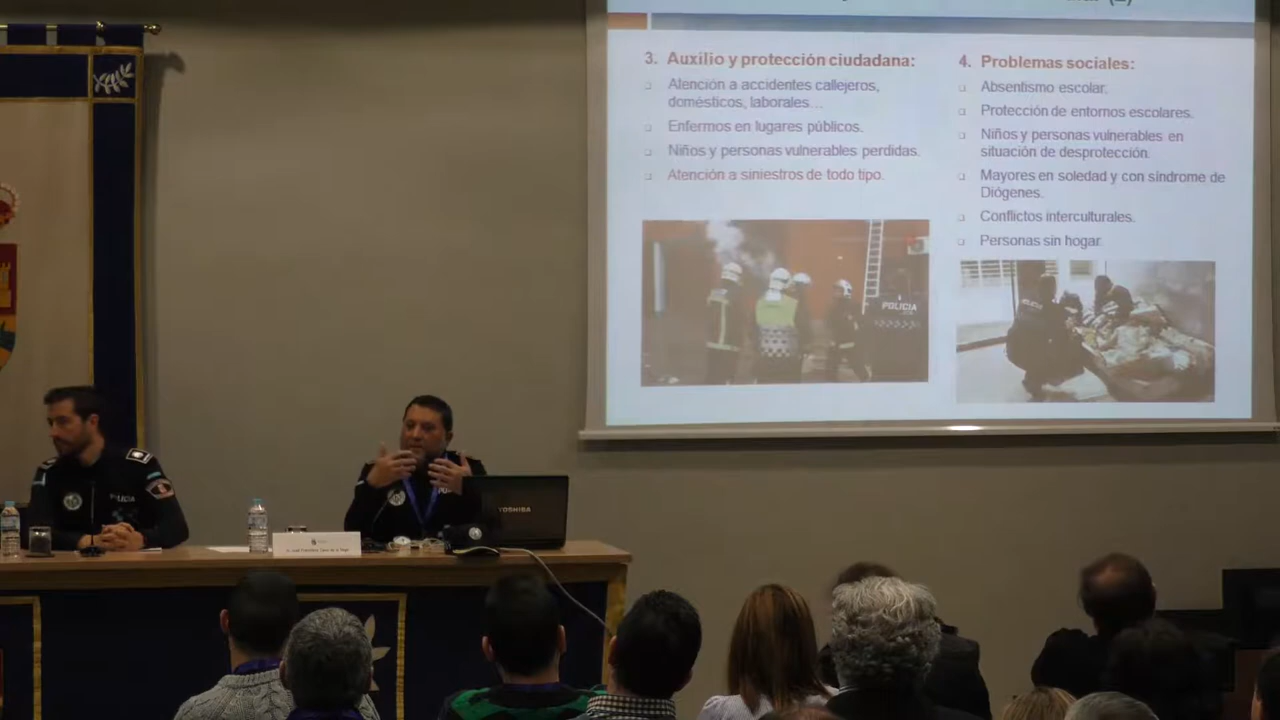 3. Auxilio y protección ciudadana:
Atención a accidentes callejeros,
domésticos, laborales...
Enfermos en lugares públicos.
Niños y personas vulnerables perdidas.
Atención a siniestros de todo tipo.
POLICIA
4. Problemas sociales:
Absentismo escolar.
Protección de entornos escolares.
Niños y personas vulnerables en
situación de desprotección.
Mayores en soledad y con síndrome de
Diógenes.
Conflictos interculturales.
Personas sin hogar.
POLICIA
TOSHIBA